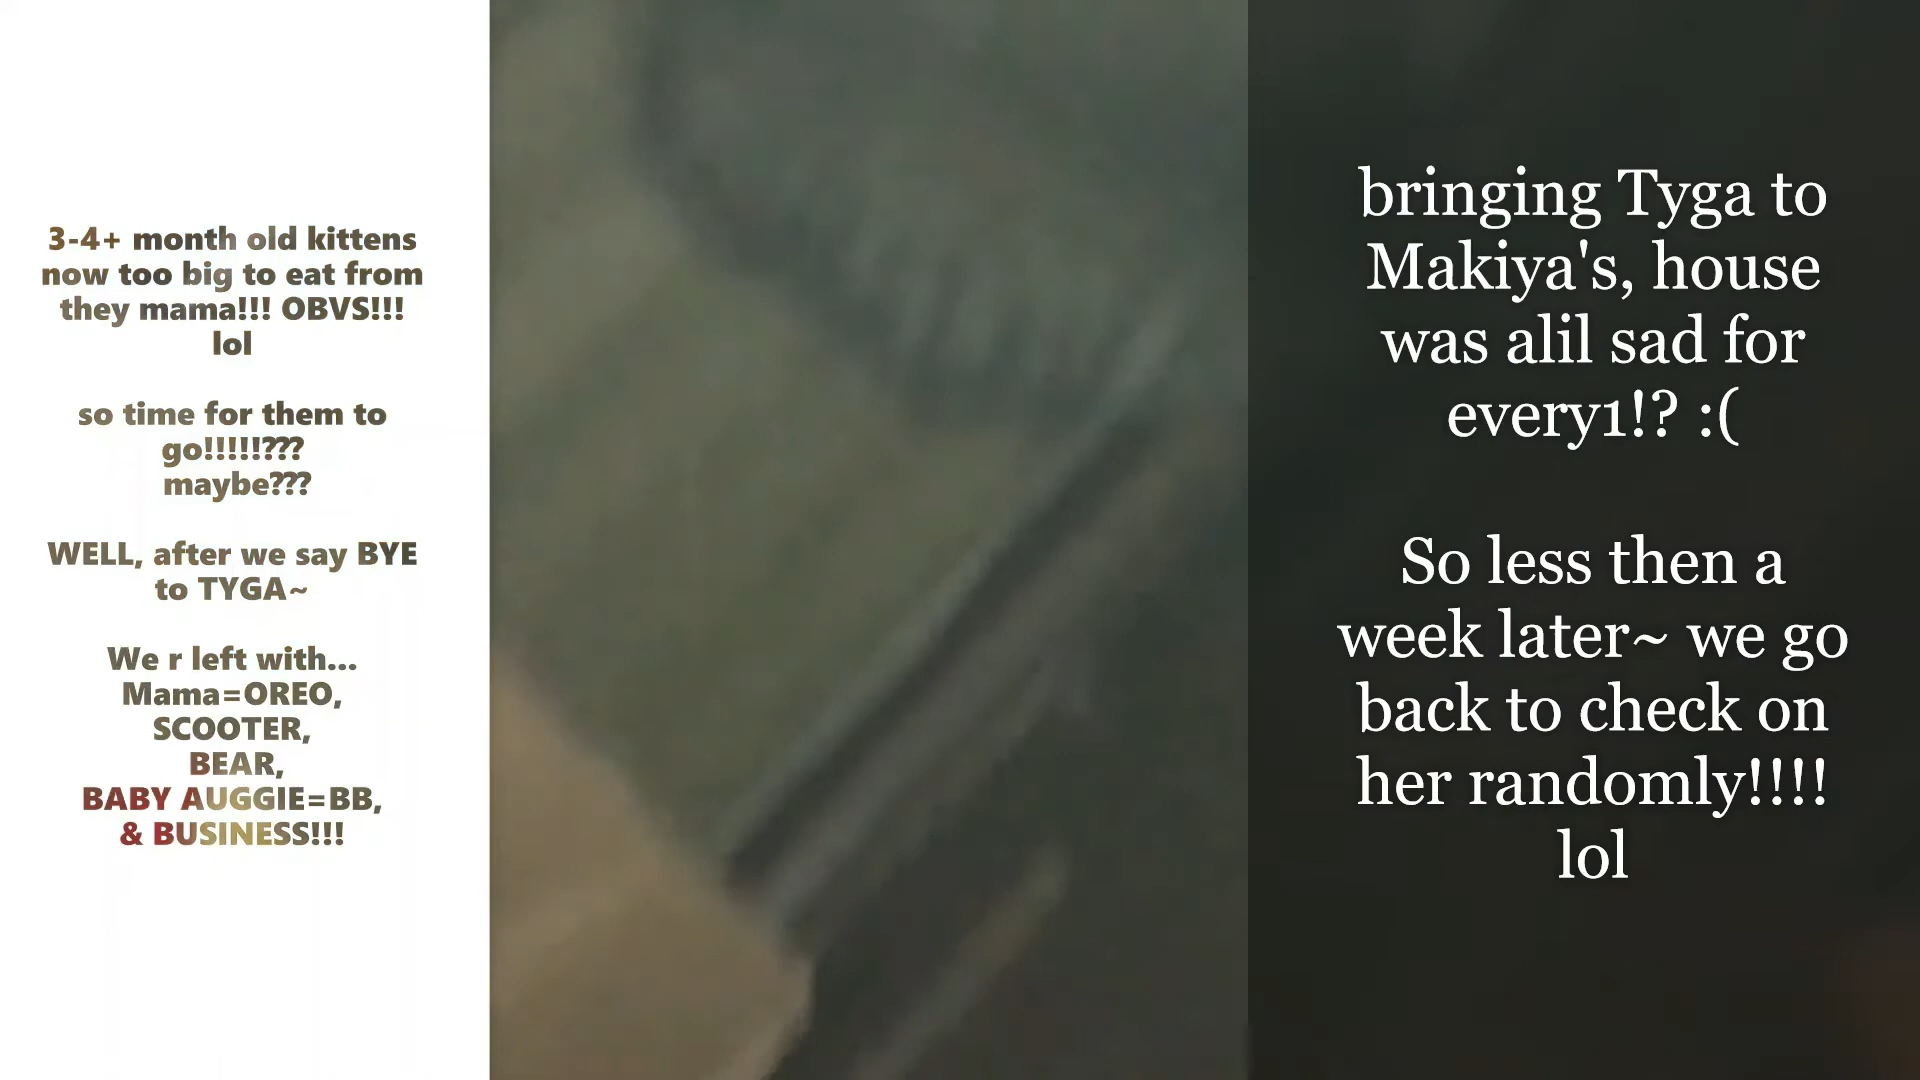 3-4+ month old kittens
now too big to eat from
they mama!!! OBVS!!!
lol
so time for them to
go!!!!!???
maybe???
WELL, after we say BYE
to TYGA~
We r left with...
Mama=OREO,
SCOOTER,
BEAR,
BABY AUGGIE=BB,
& BUSINESS!!!
bringing Tyga to
Makiya's, house
was alil sad for
every1!? :(
So less then a
week later~ we go
back to check on
her randomly!!!!
lol